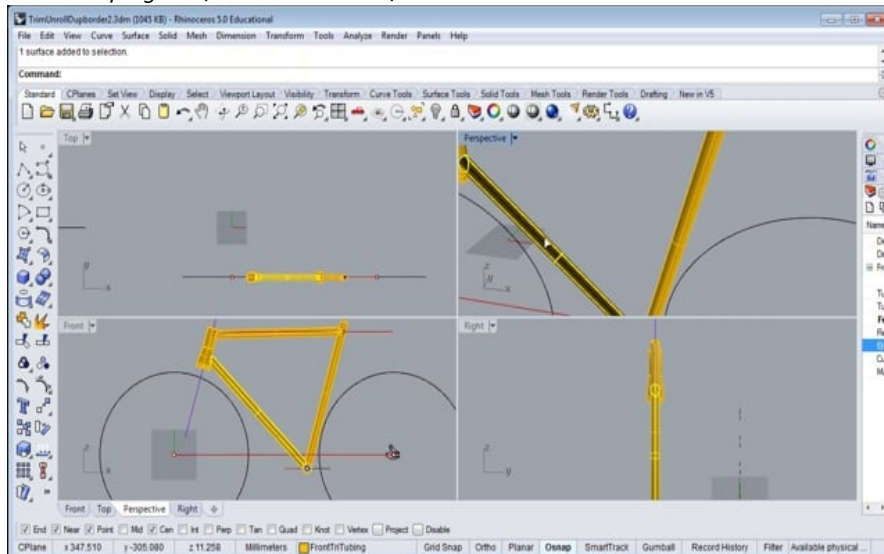 TrimUnrollDupborder2.3dm (1045 KB) - Rhinoceros 5.0 Educational
File Edit View Curve Surface Solid Mesh Dimension Transform Tools Analyze Render Panels Help
1 surface added to selection.
Command:
Standard CPlanes Set View Display Select Viewport Layout Visibility Transform Curve Tools Surface Tools Solid Tools Mesh Tools Render Tools Drafting New in V5
Top
Perspective
Name
y
x
z
y
x
Front
Right
z
x
z
y
Front Top Perspective Right
End Near Point Mid Cen Int Perp Tan Quad Knot Vertex Project Disable
CPlane x 347.510 y -305.080 z 11.258 Millimeters FrontTriTubing Grid Snap Ortho Planar Osnap SmartTrack Gumball Record History Filter Available physical ...